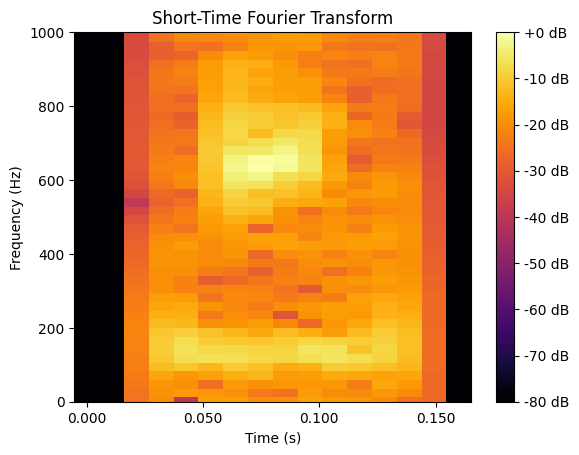 Short-Time Fourier Transform
Frequency (Hz)
1000
800
600
400
200
0
0.000
0.050
0.100
0.150
Time (s)
+0 dB
-10 dB
-20 dB
-30 dB
-40 dB
-50 dB
-60 dB
-70 dB
-80 dB